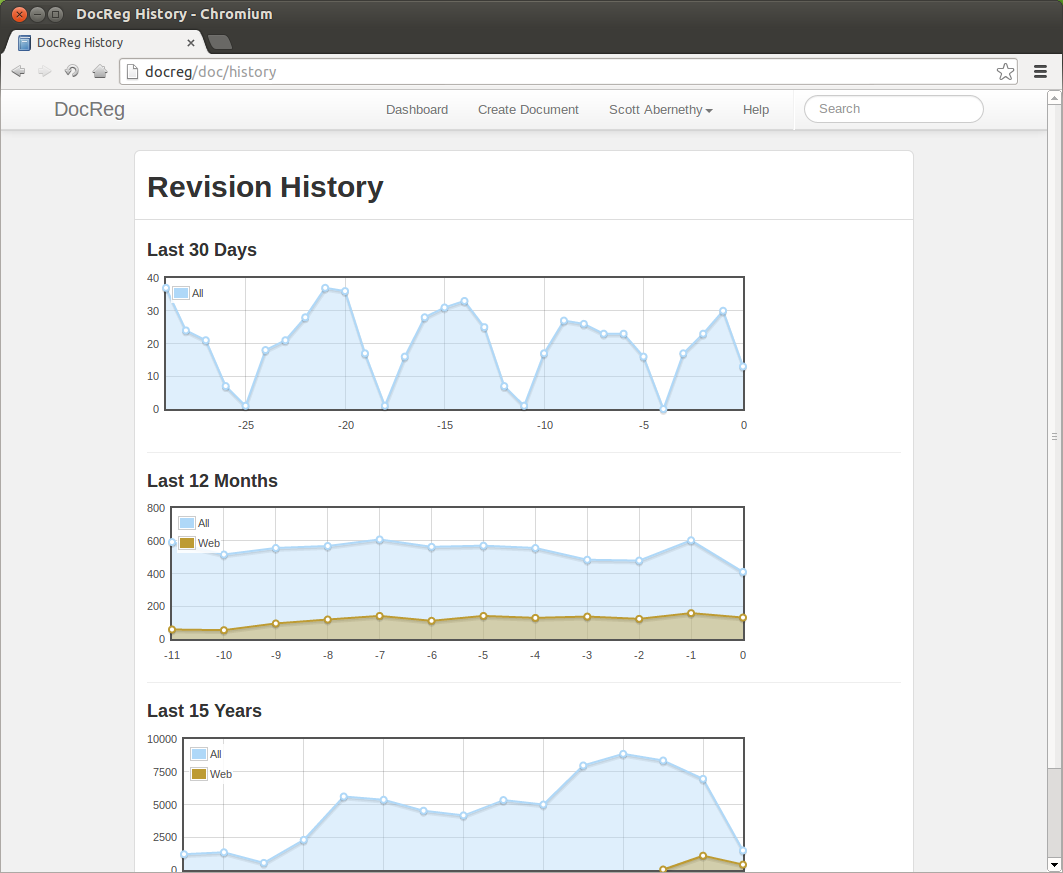 DocReg History - Chromium
DocReg History
docreg/doc/history
DocReg Dashboard Create Document Scott Abernethy Help Search
Revision History
Last 30 Days
All
40
30
20
10
0
-25 -20 -15 -10 -5 0
Last 12 Months
All
Web
800
600
400
200
0
-11 -10 -9 -8 -7 -6 -5 -4 -3 -2 -1 0
Last 15 Years
All
Web
10000
7500
5000
2500
0